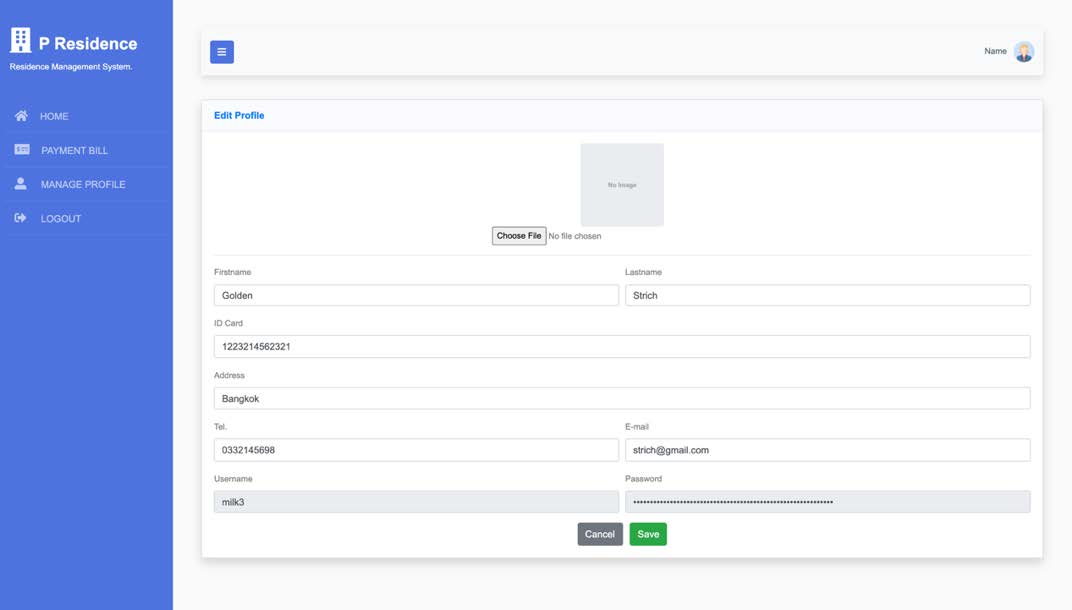 P Residence
Residence Management System.
HOME
PAYMENT BILL
MANAGE PROFILE
LOGOUT
Name
Edit Profile
No Image
Choose File No file chosen
Firstname Lastname
Golden Strich
ID Card
1223214562321
Address
Bangkok
Tel. E-mail
0332145698 strich@gmail.com
Username Password
milk3
Cancel Save